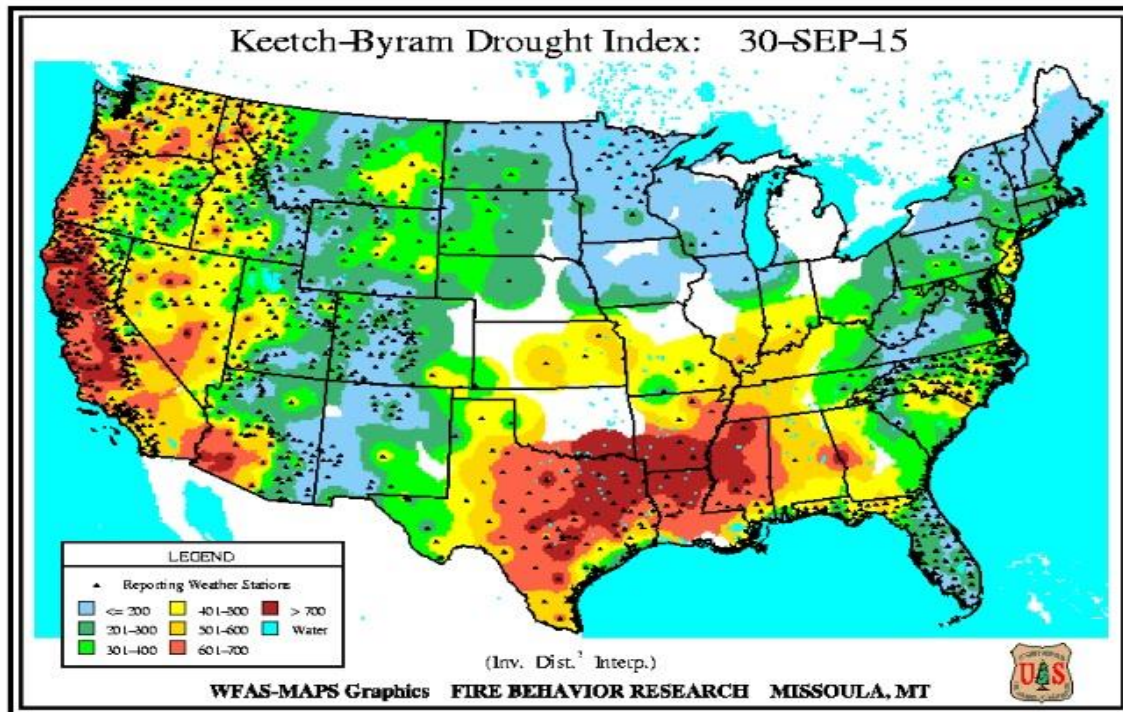 Keetch-Byram Drought Index: 30-SEP-15
LEGEND
Reporting Weather Stations
<= 200
401-500
> 700
201-300
501-600
Water
301-400
601-700
(Inv. Dist.² Interp.)
WFAS-MAPS Graphics FIRE BEHAVIOR RESEARCH MISSOULA, MT
U S